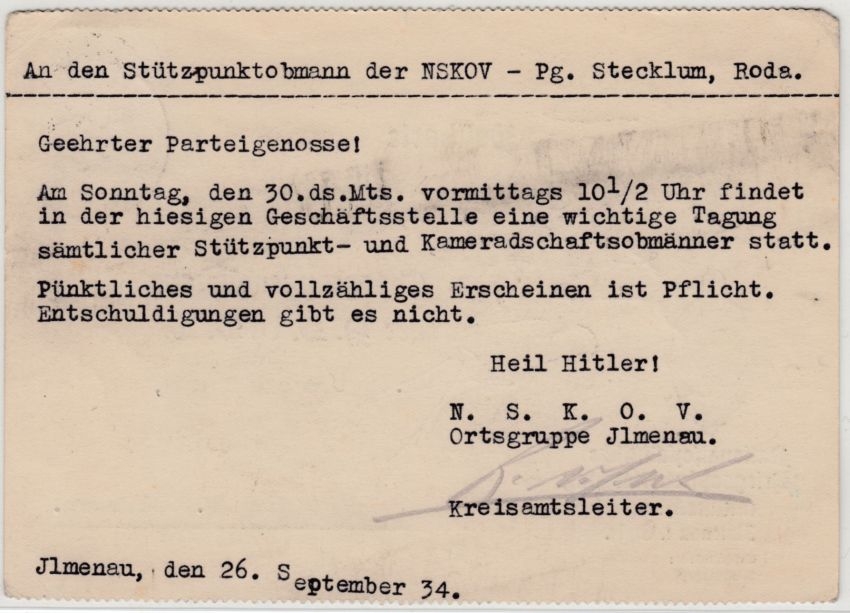 An den Stützpunktobmann der NSKOV - Pg. Stecklum, Roda.
Geehrter Parteigenosse!
Am Sonntag, den 30.ds.Mts. vormittags 10 1/2 Uhr findet
in der hiesigen Geschäftsstelle eine wichtige Tagung
sämtlicher Stützpunkt- und Kameradschaftsobmänner statt.
Pünktliches und vollzähliges Erscheinen ist Pflicht.
Entschuldigungen gibt es nicht.
Heil Hitler!
N. S. K. O. V.
Ortsgruppe Jlmenau.
Kreisamtsleiter.
Jlmenau, den 26. September 34.